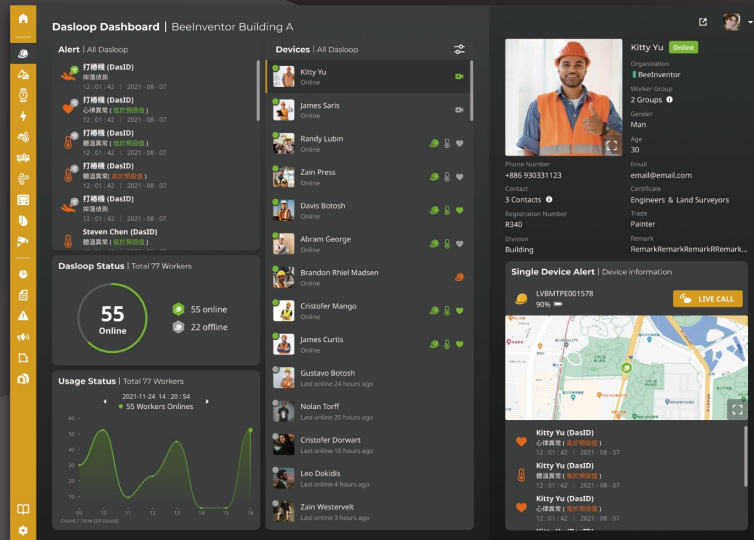 Dasloop Dashboard | BeeInventor Building A
Alert | All Dasloop
打樁機 (DasID)
摔落偵測
12 : 01 : 42 | 2021 - 08 - 07
打樁機 (DasID)
心律異常 ( 低於預設值 )
12 : 01 : 42 | 2021 - 08 - 07
打樁機 (DasID)
體溫異常 ( 低於預設值 )
12 : 01 : 42 | 2021 - 08 - 07
打樁機 (DasID)
體溫異常( 高於預設值 )
12 : 01 : 42 | 2021 - 08 - 07
打樁機 (DasID)
摔落偵測
12 : 01 : 42 | 2021 - 08 - 07
Steven Chen (DasID)
體溫異常 ( 低於預設值 )
Dasloop Status | Total 77 Workers
55
Online
55 online
22 offline
Usage Status | Total 77 Workers
2021-11-24 14 : 20 : 54
55 Workers Onlines
60
50
40
30
20
10
09 10 11 12 13 14 15 16
Count / Time (24 hours)
Devices | All Dasloop
Kitty Yu
Online
James Saris
Online
Randy Lubin
Online
Zain Press
Online
Davis Botosh
Online
Abram George
Online
Brandon Rhiel Madsen
Online
Cristofer Mango
Online
James Curtis
Online
Gustavo Botosh
Last online 24 hours ago
Nolan Torff
Last online 20 hours ago
Cristofer Dorwart
Last online 10 hours ago
Leo Dokidis
Last online 4 hours ago
Zain Westervelt
Last online 3 hours ago
Kitty Yu Online
Organization
BeeInventor
Worker Group
2 Groups
Gender
Man
Age
30
Phone Number
+886 930331123
Email
email@email.com
Contact
3 Contacts
Certificate
Engineers & Land Surveyors
Registration Number
R340
Trade
Painter
Division
Building
Remark
RemarkRemarkRemarkRRemark...
Single Device Alert | Device information
LVBMTPE001578
90%
LIVE CALL
Kitty Yu (DasID)
心律異常 ( 高於預設值 )
12 : 01 : 42 | 2021 - 08 - 07
Kitty Yu (DasID)
體溫異常 ( 高於預設值 )
12 : 01 : 42 | 2021 - 08 - 07
Kitty Yu (DasID)
心律異常 ( 高於預設值 )
12 : 01 : 42 | 2021 - 08 - 07